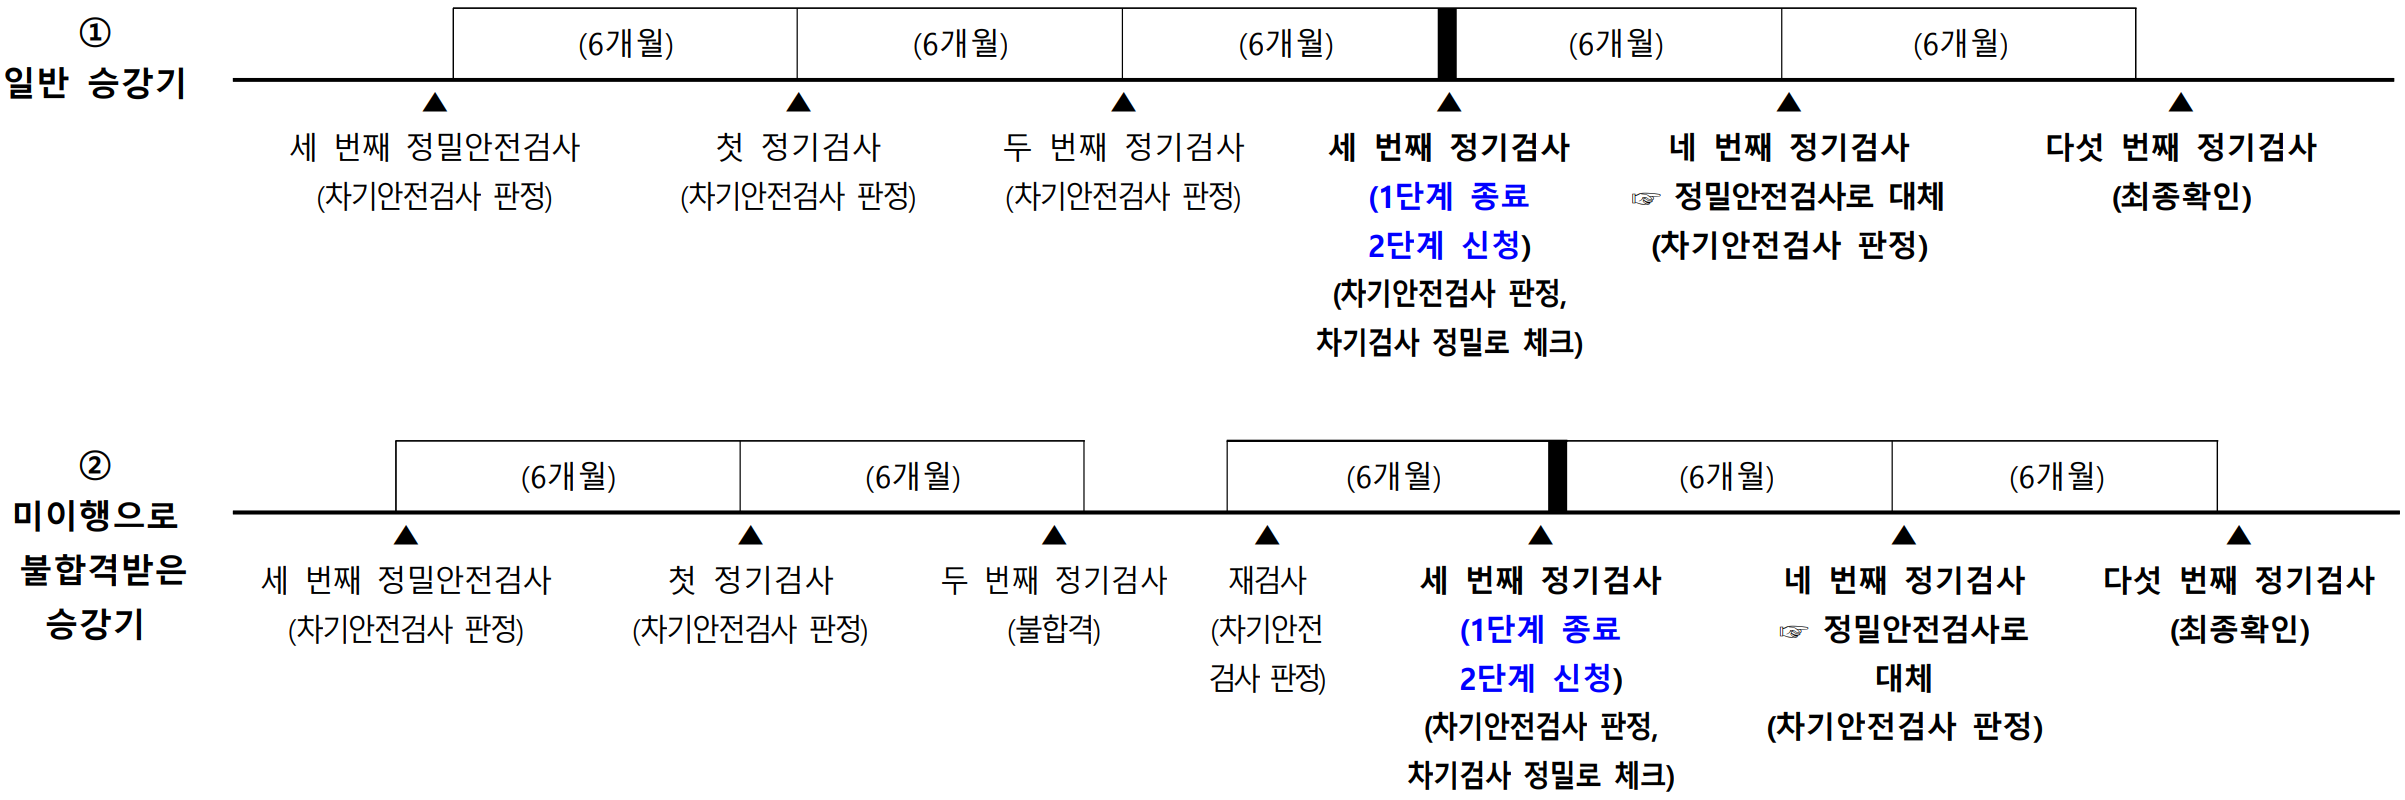 ①
일반 승강기
(6개월) (6개월) (6개월) (6개월) (6개월)
▲ ▲ ▲ ▲ ▲ ▲
세 번째 정밀안전검사
(차기안전검사 판정)
첫 정기검사
(차기안전검사 판정)
두 번째 정기검사
(차기안전검사 판정)
세 번째 정기검사
(1단계 종료
2단계 신청)
(차기안전검사 판정,
차기검사 정밀로 체크)
네 번째 정기검사
☞ 정밀안전검사로 대체
(차기안전검사 판정)
다섯 번째 정기검사
(최종확인)
②
미이행으로
불합격받은
승강기
(6개월) (6개월) (6개월) (6개월) (6개월)
▲ ▲ ▲ ▲ ▲ ▲ ▲
세 번째 정밀안전검사
(차기안전검사 판정)
첫 정기검사
(차기안전검사 판정)
두 번째 정기검사
(불합격)
재검사
(차기안전
검사 판정)
세 번째 정기검사
(1단계 종료
2단계 신청)
(차기안전검사 판정,
차기검사 정밀로 체크)
네 번째 정기검사
☞ 정밀안전검사로
대체
(차기안전검사 판정)
다섯 번째 정기검사
(최종확인)